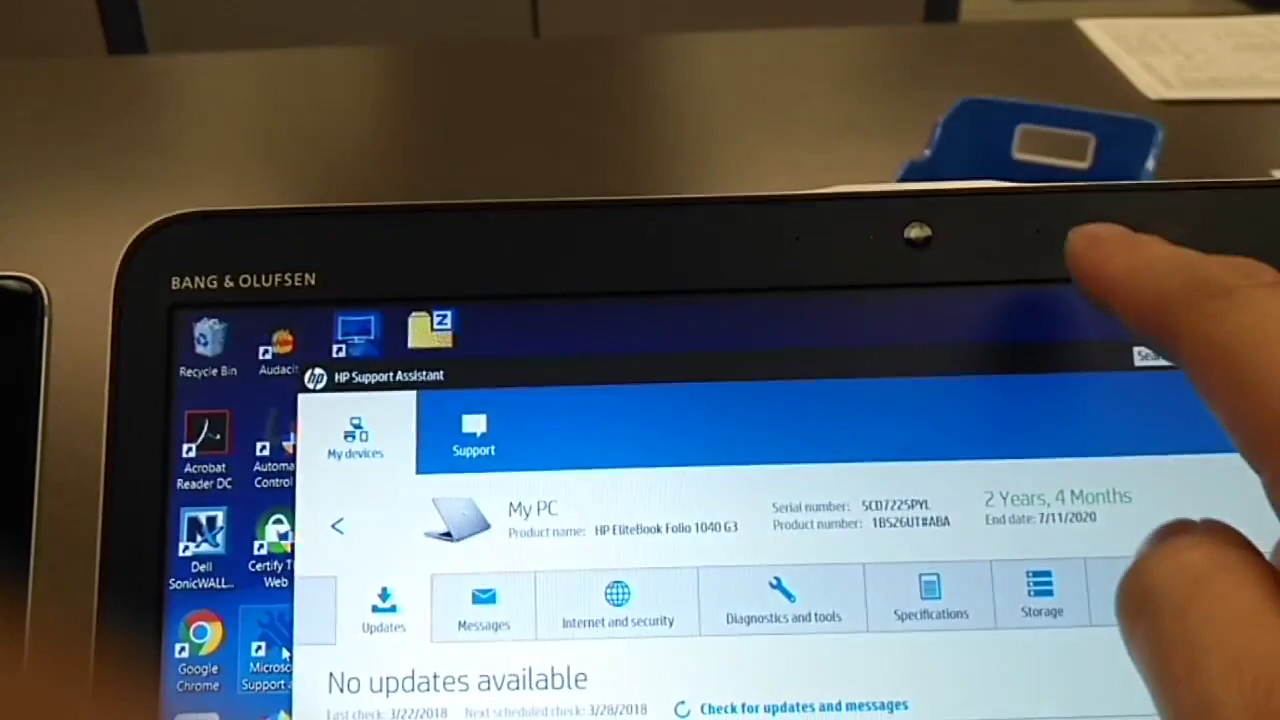 BANG & OLUFSEN
Z
Recycle Bin
Audaci
hp HP Support Assistant
My devices
Support
Acrobat
Reader DC
Automa
Control
My PC
Product name: HP EliteBook Folio 1040 G3
Serial number: 5CD7225PYL
Product number: 1BS26UT#ABA
2 Years, 4 Months
End date: 7/11/2020
<
Dell
SonicWALL...
Certify T
Web
Updates
Messages
Internet and security
Diagnostics and tools
Specifications
Storage
Google
Chrome
Micros
Support a
No updates available
Last check: 3/22/2018 Next scheduled check: 3/28/2018
Check for updates and messages